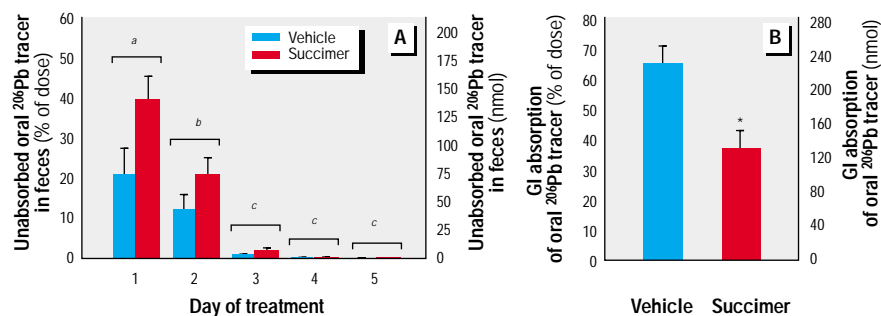 Unabsorbed oral 206Pb tracer
in feces (% of dose)
60
50
40
30
20
10
0
Vehicle
Succimer
A
a
b
c
c
c
1
2
3
4
5
Day of treatment
200
175
150
125
100
75
50
25
0
Unabsorbed oral 206Pb tracer
in feces (nmol)
GI absorption
of oral 206Pb tracer (% of dose)
80
70
60
50
40
30
20
10
0
B
*
Vehicle
Succimer
280
240
200
160
120
80
40
0
GI absorption
of oral 206Pb tracer (nmol)